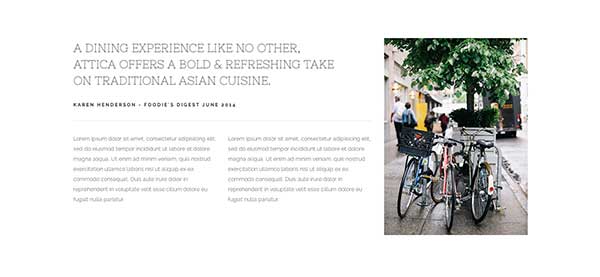 A DINING EXPERIENCE LIKE NO OTHER,
ATTICA OFFERS A BOLD & REFRESHING TAKE
ON TRADITIONAL ASIAN CUISINE.
KAREN HENDERSON - FOODIE'S DIGEST JUNE 2014
Lorem ipsum dolor sit amet, consectetur adipiscing elit,
sed do eiusmod tempor incididunt ut labore et dolore
magna aliqua. Ut enim ad minim veniam, quis nostrud
exercitation ullamco laboris nisi ut aliquip ex ea
commodo consequat. Duis aute irure dolor in
reprehenderit in voluptate velit esse cillum dolore eu
fugiat nulla pariatur.
Lorem ipsum dolor sit amet, consectetur adipiscing elit,
sed do eiusmod tempor incididunt ut labore et dolore
magna aliqua. Ut enim ad minim veniam, quis nostrud
exercitation ullamco laboris nisi ut aliquip ex ea
commodo consequat. Duis aute irure dolor in
reprehenderit in voluptate velit esse cillum dolore eu
fugiat nulla pariatur.